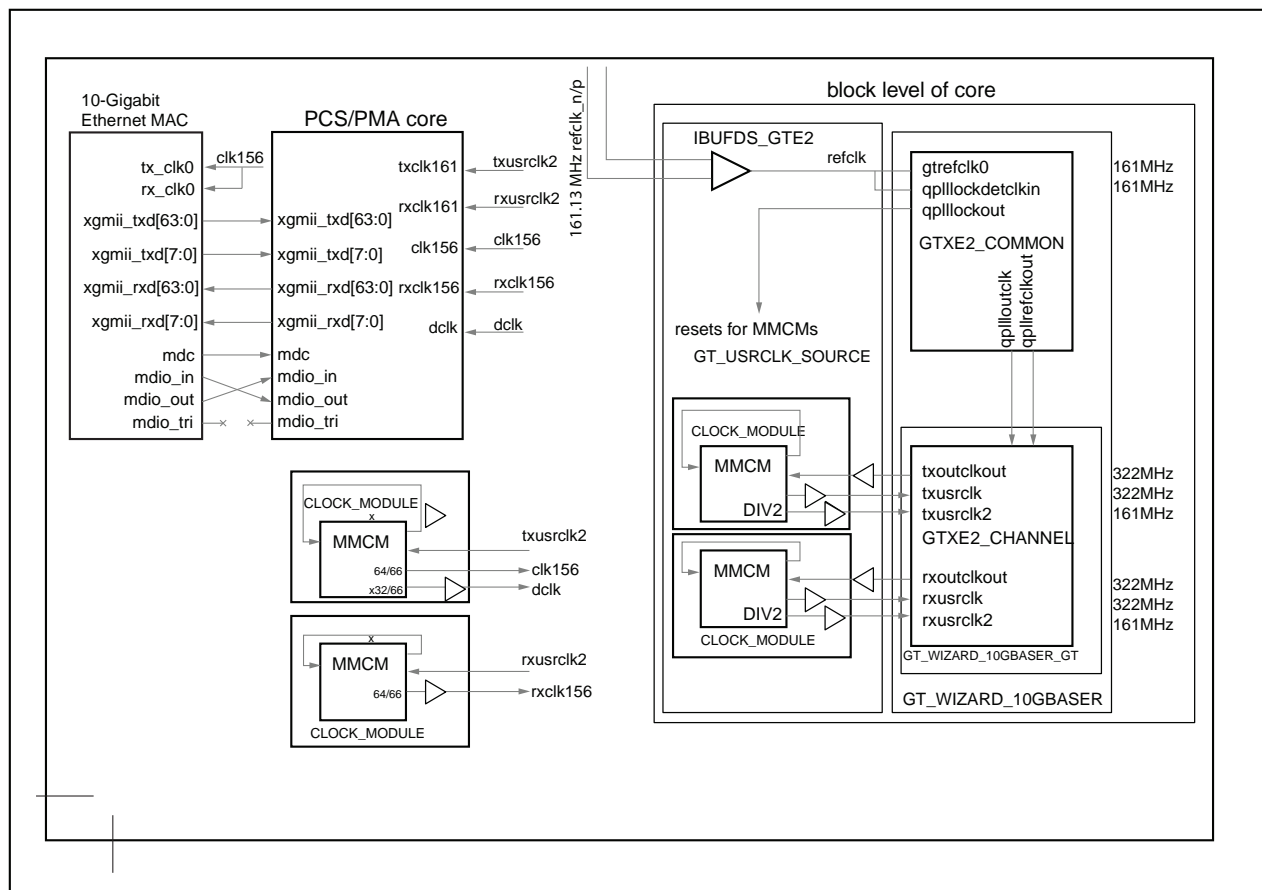 10-Gigabit
Ethernet MAC
tx_clk0
rx_clk0
clk156
xgmii_txd[63:0]
xgmii_txd[7:0]
xgmii_rxd[63:0]
xgmii_rxd[7:0]
mdc
mdio_in
mdio_out
mdio_tri
PCS/PMA core
txclk161
rxclk161
xgmii_txd[63:0]
clk156
xgmii_txd[7:0]
rxclk156
xgmii_rxd[63:0]
xgmii_rxd[7:0]
dclk
mdc
mdio_in
mdio_out
mdio_tri
txusrclk2
rxusrclk2
clk156
rxclk156
dclk
CLOCK_MODULE
x
MMCM
64/66
x32/66
txusrclk2
clk156
dclk
x
MMCM
64/66
CLOCK_MODULE
rxusrclk2
rxclk156
161.13 MHz refclk_n/p
block level of core
IBUFDS_GTE2
refclk
resets for MMCMs
GT_USRCLK_SOURCE
gtrefclk0
qplllockdetclkin
qplllockout
GTXE2_COMMON
qplloutclk
qpllrefclkout
161MHz
161MHz
CLOCK_MODULE
MMCM
DIV2
MMCM
DIV2
CLOCK_MODULE
txoutclkout
txusrclk
txusrclk2
GTXE2_CHANNEL
rxoutclkout
rxusrclk
rxusrclk2
GT_WIZARD_10GBASER_GT
GT_WIZARD_10GBASER
322MHz
322MHz
161MHz
322MHz
322MHz
161MHz